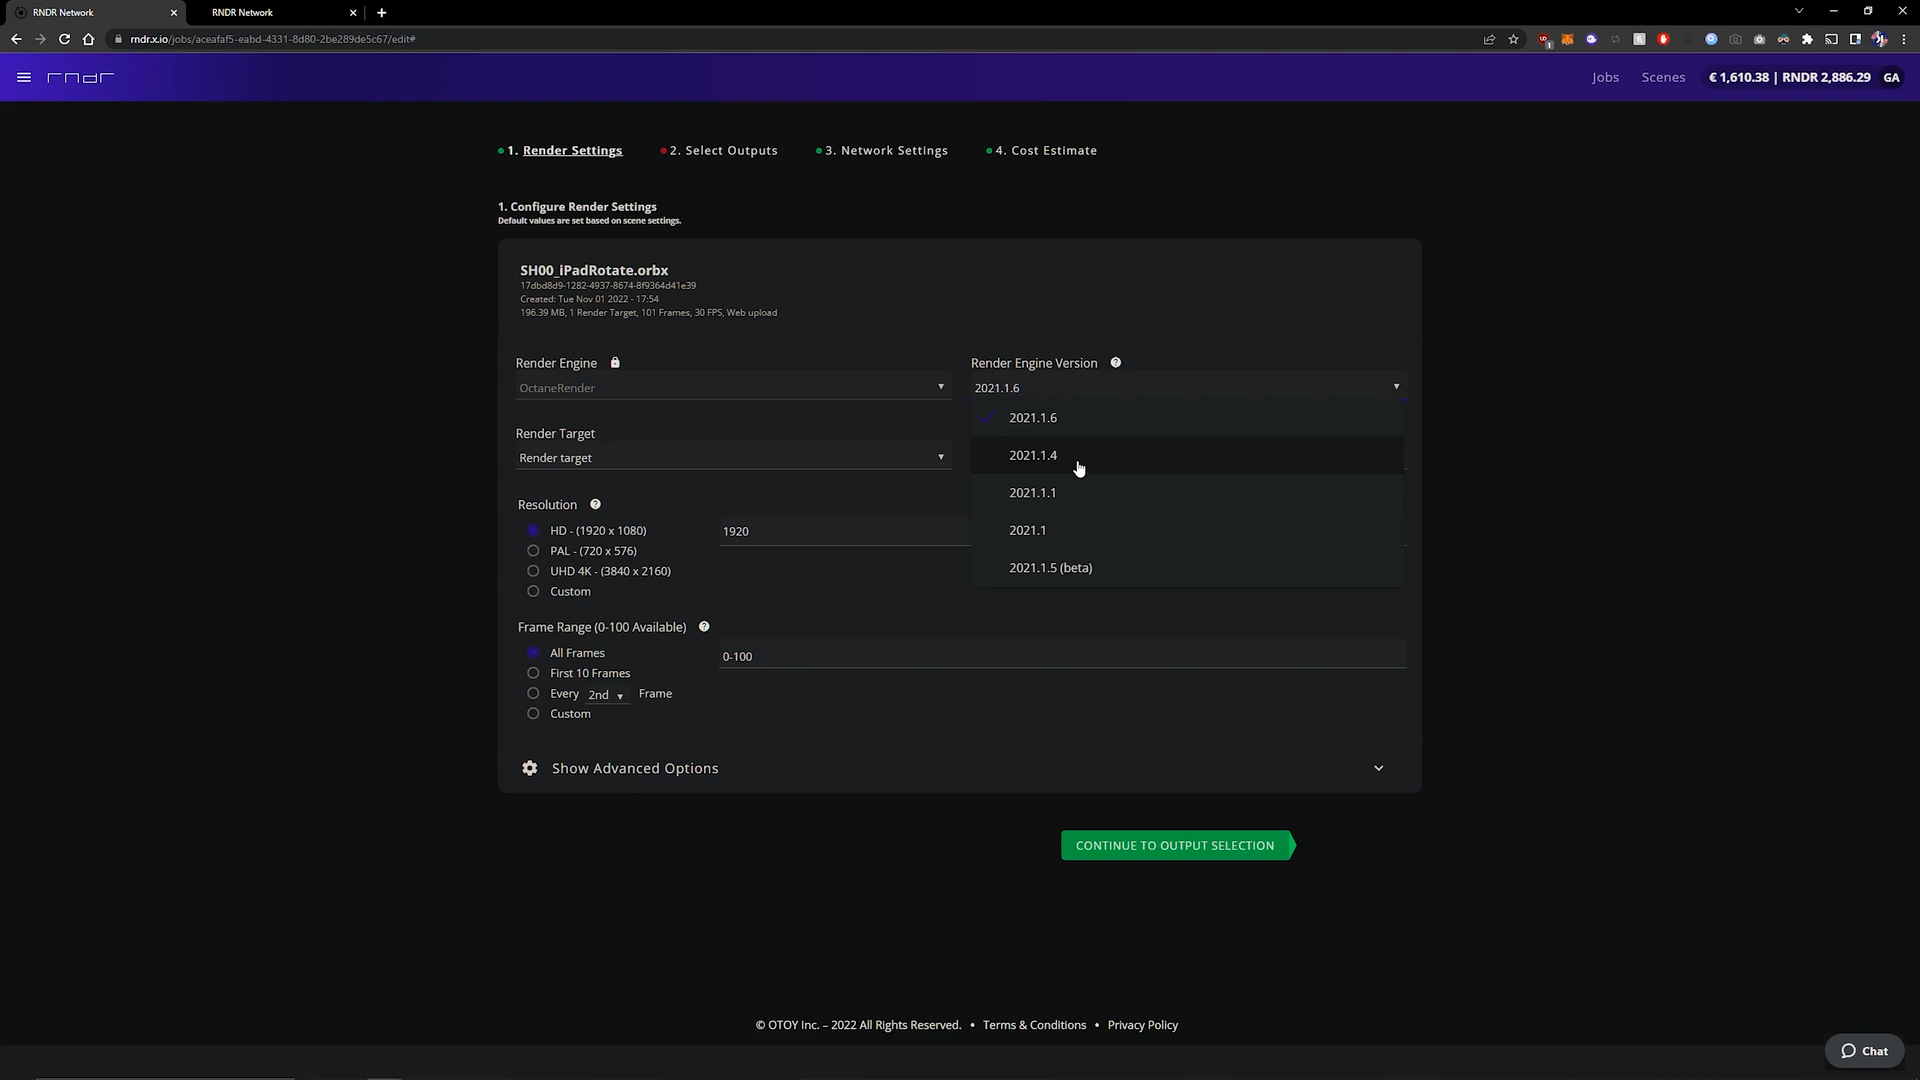 RNDR Network
RNDR Network
rndr.x.io/jobs/aceafaf5-eabd-4331-8d80-2be289de5c67/edit#
rndr
Jobs
Scenes
€ 1,610.38 | RNDR 2,886.29
GA
1. Render Settings
2. Select Outputs
3. Network Settings
4. Cost Estimate
1. Configure Render Settings
Default values are set based on scene settings.
SH00_iPadRotate.orbx
17dbd8d9-1282-4937-8674-8f9364d41e39
Created: Tue Nov 01 2022 - 17:54
196.39 MB, 1 Render Target, 101 Frames, 30 FPS, Web upload
Render Engine
OctaneRender
Render Engine Version
2021.1.6
2021.1.6
2021.1.4
2021.1.1
2021.1
2021.1.5 (beta)
Render Target
Render target
Resolution
HD - (1920 x 1080)
PAL - (720 x 576)
UHD 4K - (3840 x 2160)
Custom
1920
Frame Range (0-100 Available)
All Frames
First 10 Frames
Every 2nd Frame
Custom
0-100
Show Advanced Options
CONTINUE TO OUTPUT SELECTION
© OTOY Inc. – 2022 All Rights Reserved. • Terms & Conditions • Privacy Policy
Chat